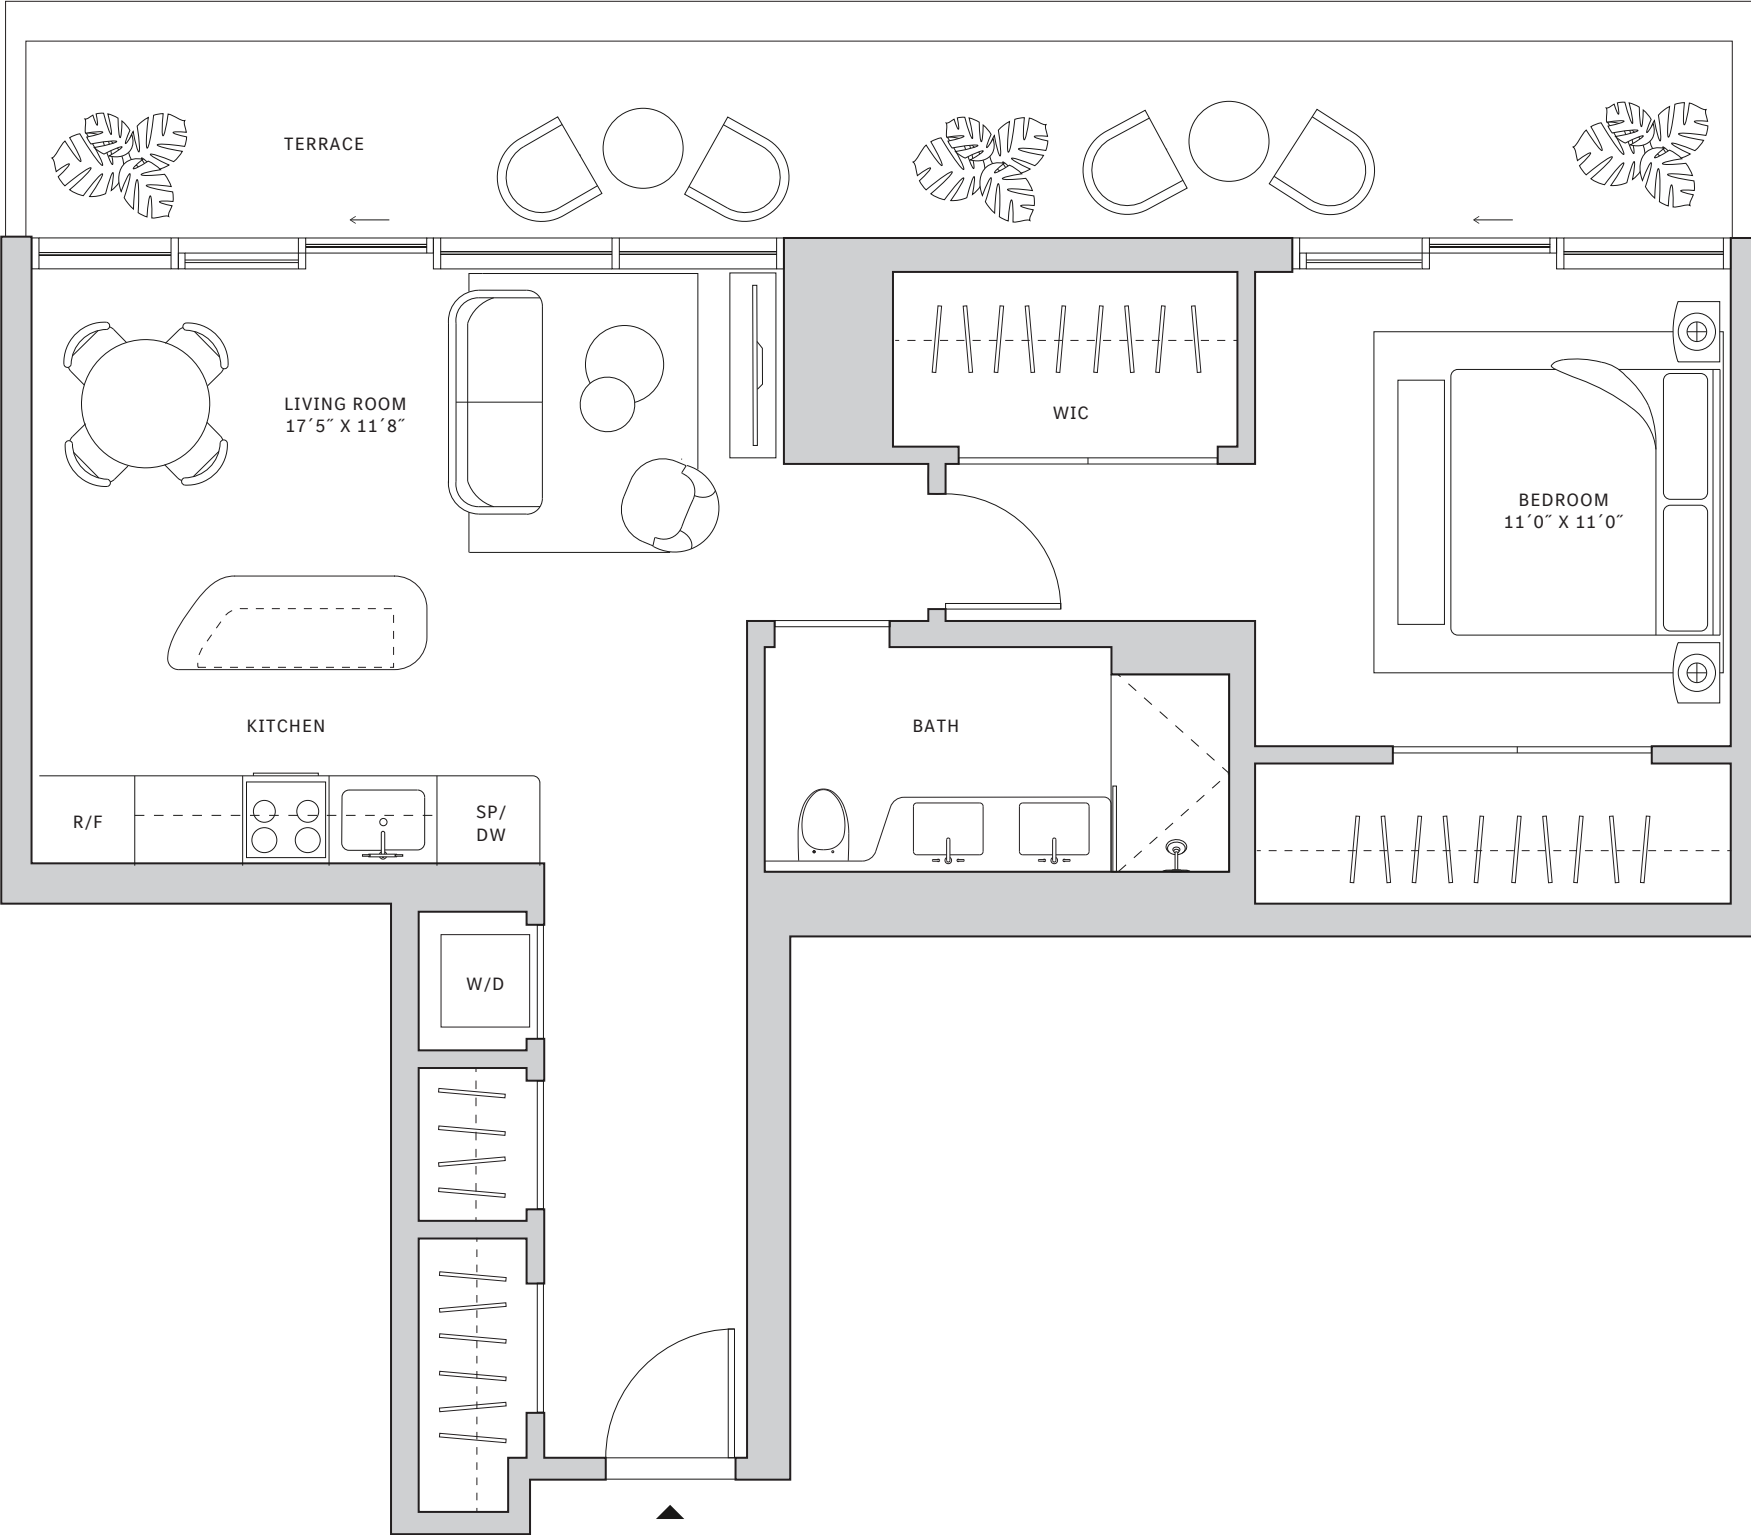 TERRACE
LIVING ROOM
17´5˝ X 11´8˝
WIC
BEDROOM
11´0˝ X 11´0˝
KITCHEN
BATH
R/F
SP/
DW
W/D